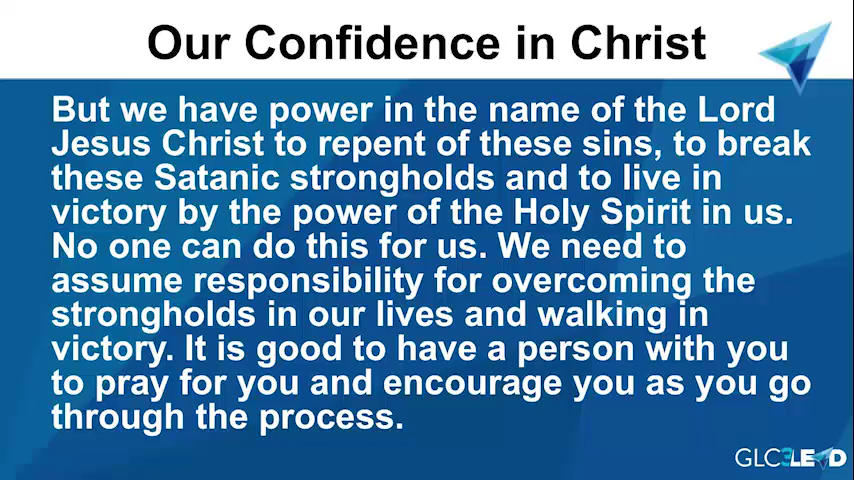 Our Confidence in Christ
But we have power in the name of the Lord
Jesus Christ to repent of these sins, to break
these Satanic strongholds and to live in
victory by the power of the Holy Spirit in us.
No one can do this for us. We need to
assume responsibility for overcoming the
strongholds in our lives and walking in
victory. It is good to have a person with you
to pray for you and encourage you as you go
through the process.
GLC3LEAD